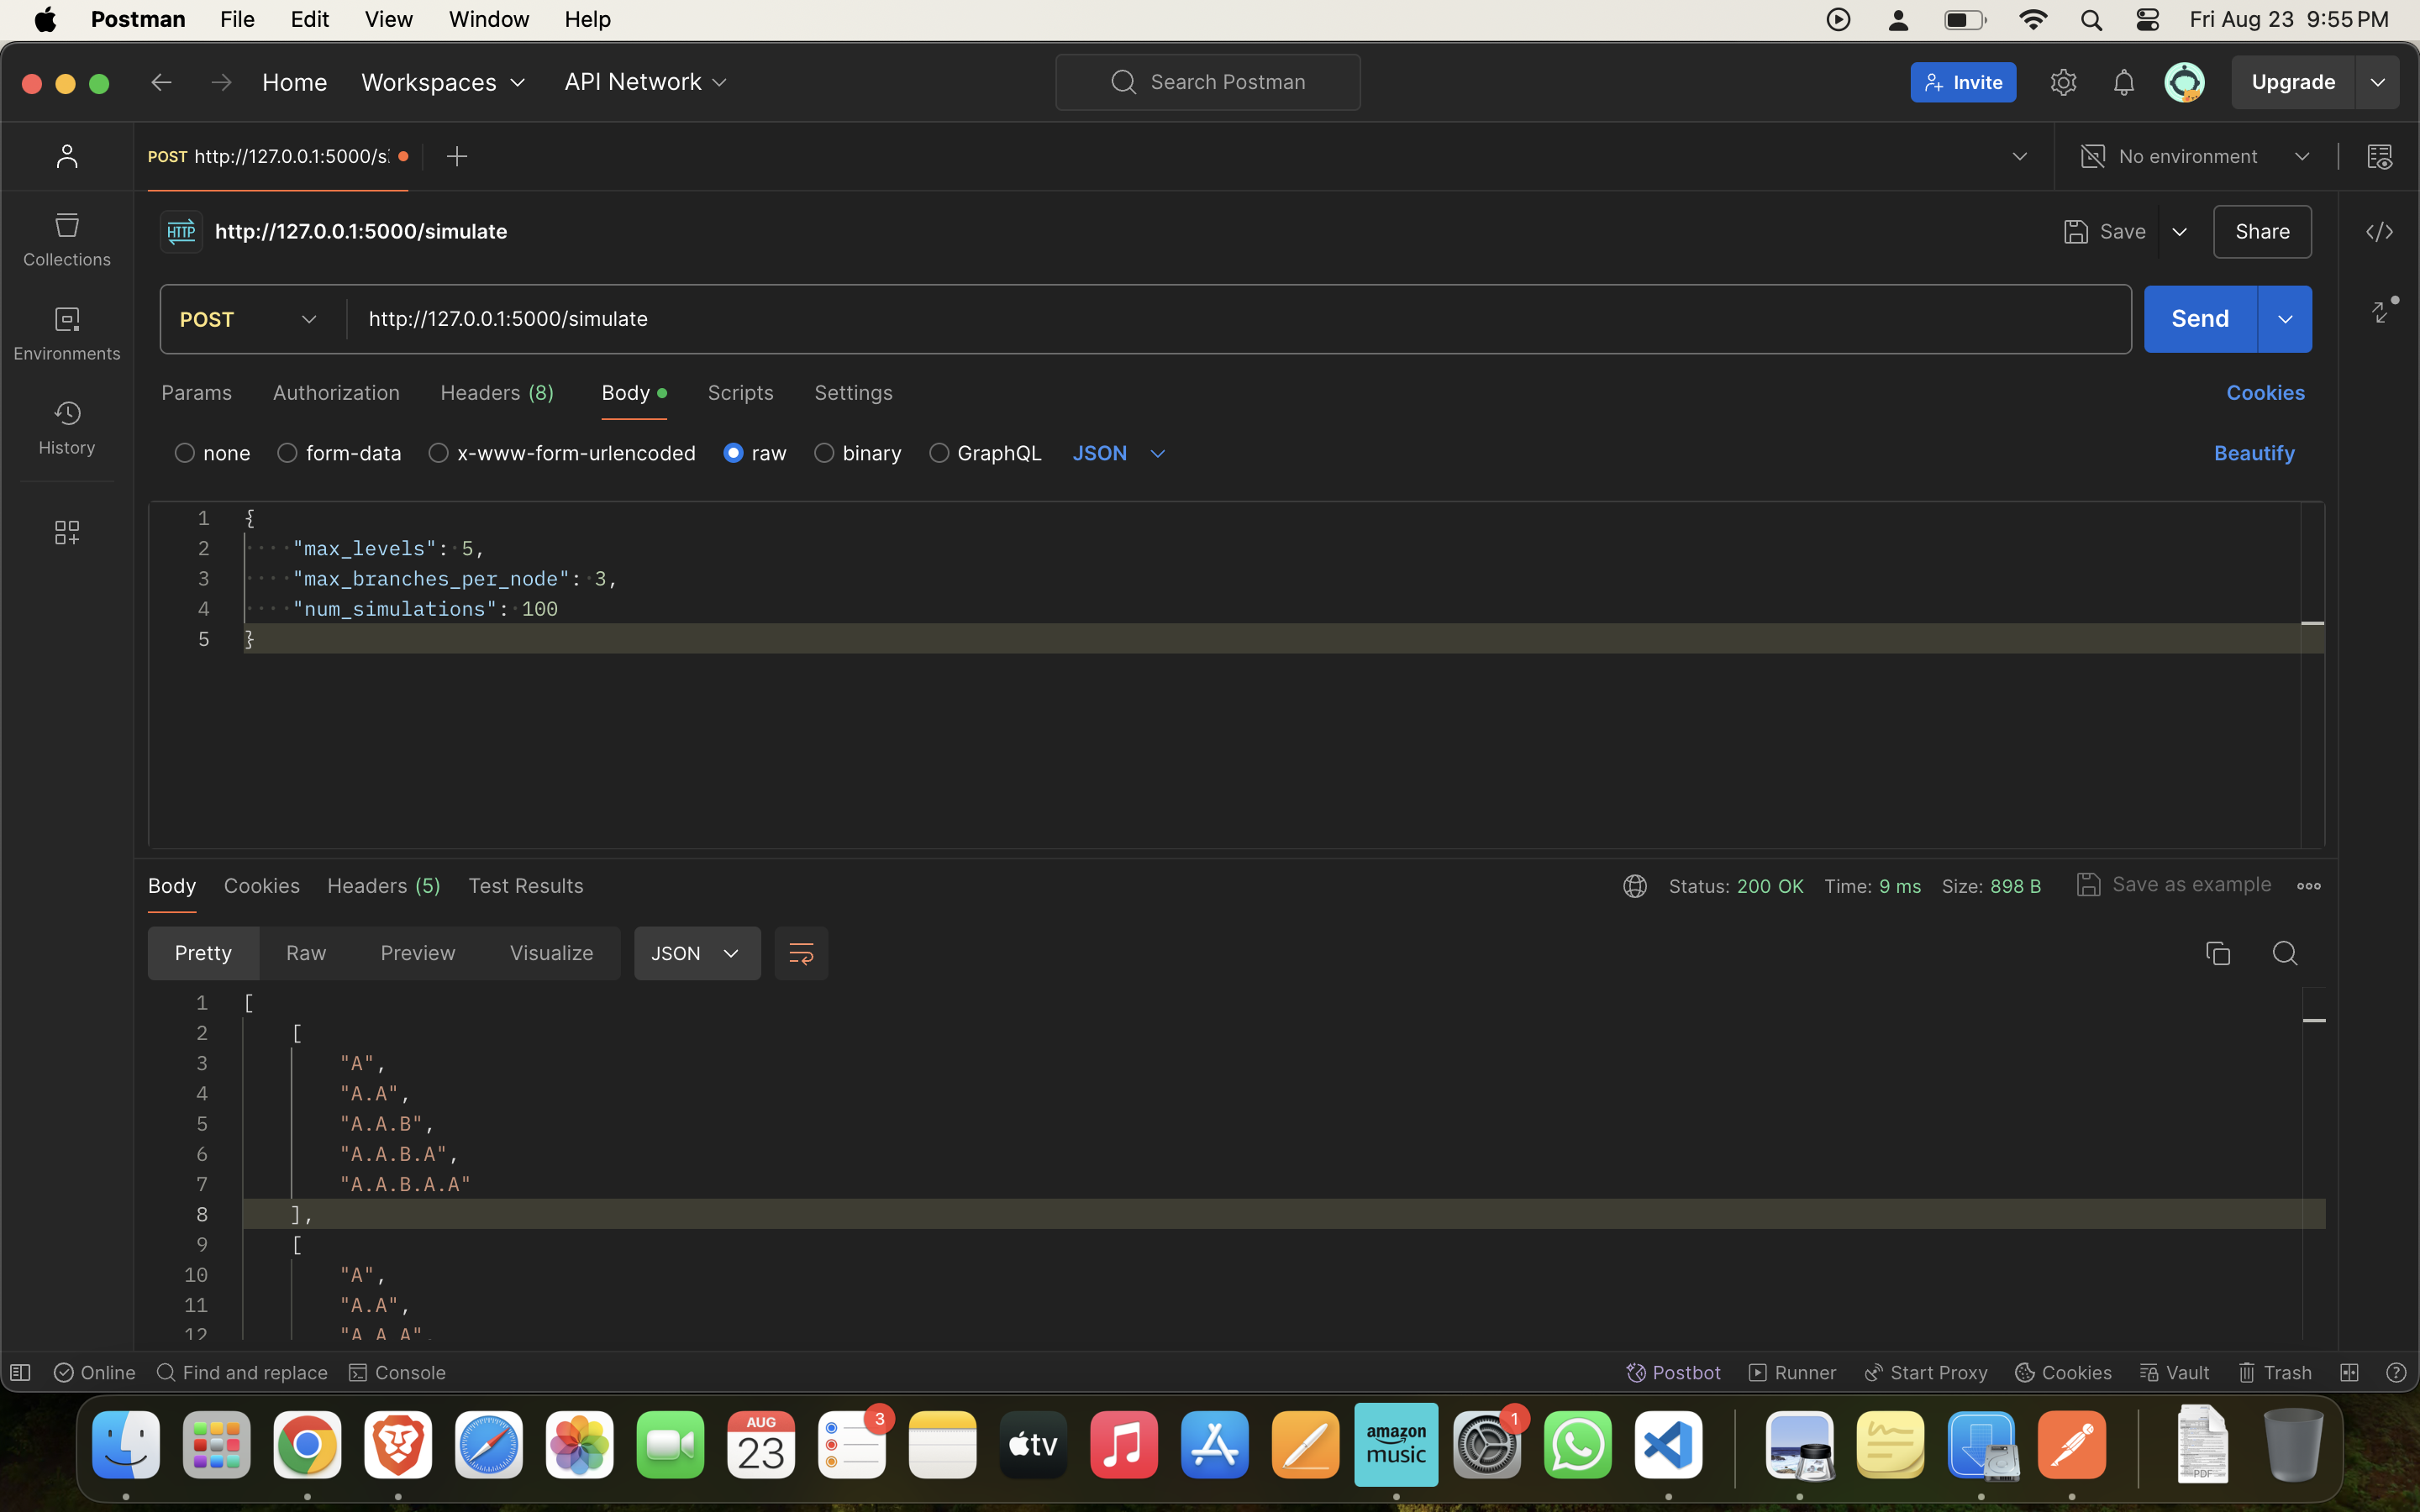 Postman File Edit View Window Help Fri Aug 23 9:55 PM
Home Workspaces API Network Search Postman Invite Upgrade
POST http://127.0.0.1:5000/s No environment
HTTP http://127.0.0.1:5000/simulate Save Share
Collections
POST http://127.0.0.1:5000/simulate Send
Environments
Params Authorization Headers (8) Body Scripts Settings Cookies
History
none form-data x-www-form-urlencoded raw binary GraphQL JSON Beautify
1 {
2 "max_levels": 5,
3 "max_branches_per_node": 3,
4 "num_simulations": 100
5 }
Body Cookies Headers (5) Test Results Status: 200 OK Time: 9 ms Size: 898 B Save as example
Pretty Raw Preview Visualize JSON
1 [
2 [
3 "A",
4 "A.A",
5 "A.A.B",
6 "A.A.B.A",
7 "A.A.B.A.A"
8 ],
9 [
10 "A",
11 "A.A",
12 "A.A.A",
Online Find and replace Console Postbot Runner Start Proxy Cookies Vault Trash
AUG
23
3
tv
amazon
music
1
PDF